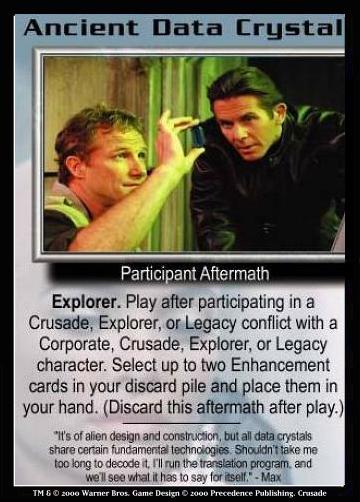 Ancient Data Crystal
Participant Aftermath
Explorer. Play after participating in a
Crusade, Explorer, or Legacy conflict with a
Corporate, Crusade, Explorer, or Legacy
character. Select up to two Enhancement
cards in your discard pile and place them in
your hand. (Discard this aftermath after play.)
"It's of alien design and construction, but all data crystals
share certain fundamental technologies. Shouldn't take me
too long to decode it, I'll run the translation program, and
we'll see what it has to say for itself." - Max
TM & © 2000 Warner Bros. Game Design © 2000 Precedence Publishing. Crusade